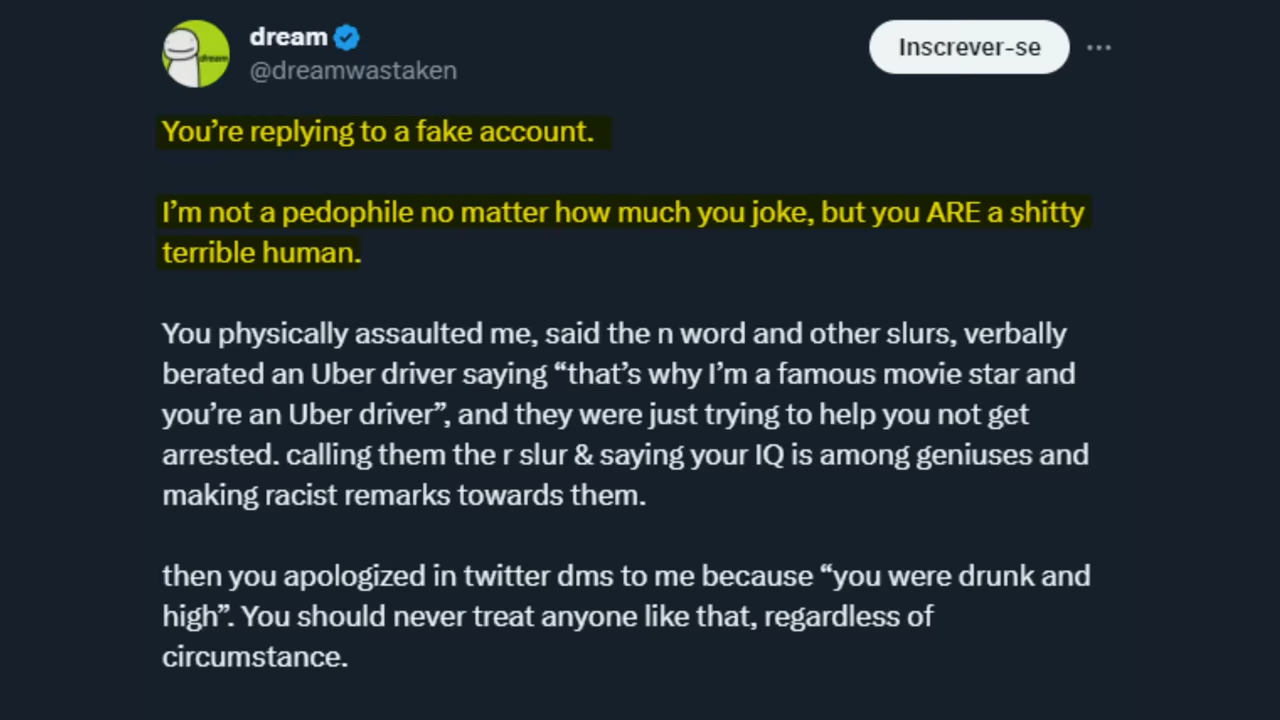 dream
@dreamwastaken
Inscrever-se
dream
You’re replying to a fake account.
I’m not a pedophile no matter how much you joke, but you ARE a shitty
terrible human.
You physically assaulted me, said the n word and other slurs, verbally
berated an Uber driver saying “that’s why I’m a famous movie star and
you’re an Uber driver”, and they were just trying to help you not get
arrested. calling them the r slur & saying your IQ is among geniuses and
making racist remarks towards them.
then you apologized in twitter dms to me because “you were drunk and
high”. You should never treat anyone like that, regardless of
circumstance.